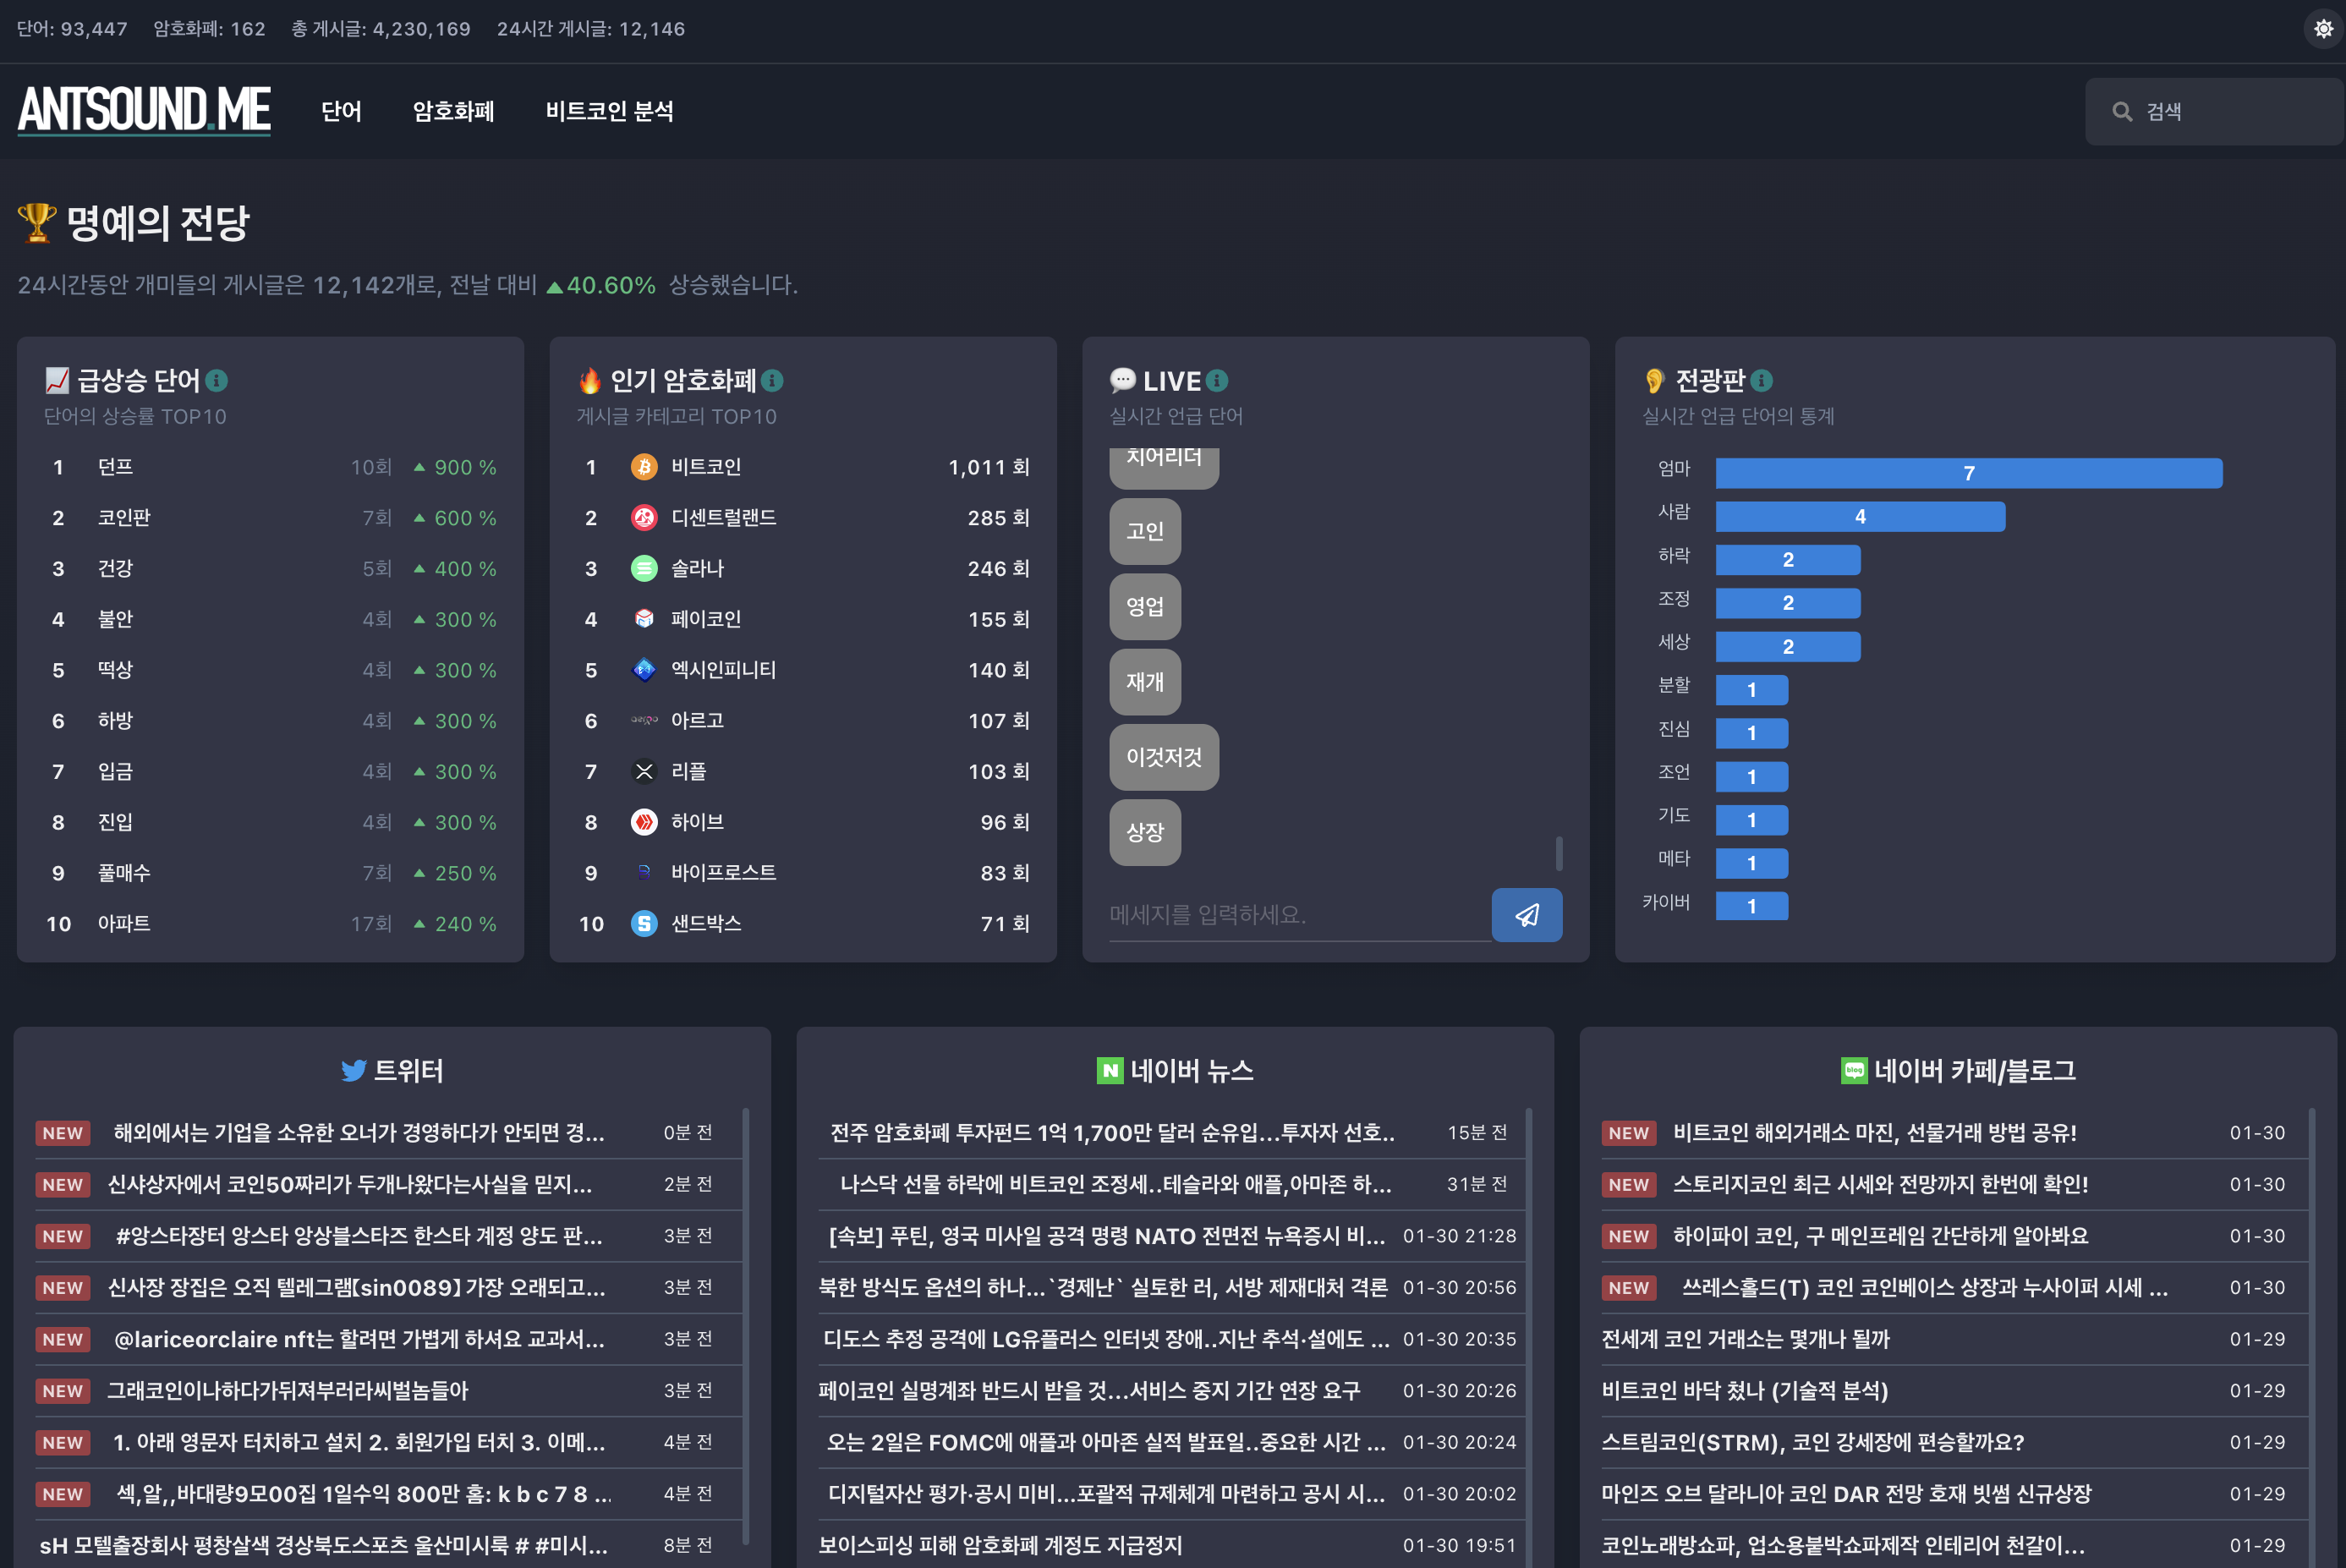 단어: 93,447 암호화폐: 162 총 게시글: 4,230,169 24시간 게시글: 12,146
ANTSOUND.ME 단어 암호화폐 비트코인 분석 검색
명예의 전당
24시간동안 개미들의 게시글은 12,142개로, 전날 대비 ▲40.60% 상승했습니다.
급상승 단어
단어의 상승률 TOP10
1 던프 10회 ▲ 900 %
2 코인판 7회 ▲ 600 %
3 건강 5회 ▲ 400 %
4 불안 4회 ▲ 300 %
5 떡상 4회 ▲ 300 %
6 하방 4회 ▲ 300 %
7 입금 4회 ▲ 300 %
8 진입 4회 ▲ 300 %
9 풀매수 7회 ▲ 250 %
10 아파트 17회 ▲ 240 %
인기 암호화폐
게시글 카테고리 TOP10
1 비트코인 1,011 회
2 디센트럴랜드 285 회
3 솔라나 246 회
4 페이코인 155 회
5 엑시인피니티 140 회
6 아르고 107 회
7 리플 103 회
8 하이브 96 회
9 바이프로스트 83 회
10 샌드박스 71 회
LIVE
실시간 언급 단어
치어리더
고인
영업
재개
이것저것
상장
메세지를 입력하세요.
전광판
실시간 언급 단어의 통계
엄마 7
사람 4
하락 2
조정 2
세상 2
분할 1
진심 1
조언 1
기도 1
메타 1
카이버 1
트위터
NEW 해외에서는 기업을 소유한 오너가 경영하다가 안되면 경... 0분 전
NEW 신샤상자에서 코인50짜리가 두개나왔다는사실을 믿지... 2분 전
NEW #앙스타장터 앙스타 앙상블스타즈 한스타 계정 양도 판... 3분 전
NEW 신사장 장집은 오직 텔레그램【sin0089】가장 오래되고... 3분 전
NEW @lariceorclaire nft는 할려면 가볍게 하셔요 교과서... 3분 전
NEW 그래코인이나하다가뒤져부러라씨벌놈들아 3분 전
NEW 1. 아래 영문자 터치하고 설치 2. 회원가입 터치 3. 이메... 4분 전
NEW 섹,알,,바대량9모00집 1일수익 800만 홈: k b c 7 8 ... 4분 전
sH 모텔출장회사 평창살색 경상북도스포츠 울산미시룩 # #미시... 8분 전
네이버 뉴스
전주 암호화폐 투자펀드 1억 1,700만 달러 순유입...투자자 선호.. 15분 전
나스닥 선물 하락에 비트코인 조정세..테슬라와 애플,아마존 하... 31분 전
[속보] 푸틴, 영국 미사일 공격 명령 NATO 전면전 뉴욕증시 비... 01-30 21:28
북한 방식도 옵션의 하나...`경제난` 실토한 러, 서방 제재대처 격론 01-30 20:56
디도스 추정 공격에 LG유플러스 인터넷 장애..지난 추석·설에도 ... 01-30 20:35
페이코인 실명계좌 반드시 받을 것...서비스 중지 기간 연장 요구 01-30 20:26
오는 2일은 FOMC에 애플과 아마존 실적 발표일..중요한 시간 ... 01-30 20:24
디지털자산 평가·공시 미비...포괄적 규제체계 마련하고 공시 시... 01-30 20:02
보이스피싱 피해 암호화폐 계정도 지급정지 01-30 19:51
네이버 카페/블로그
NEW 비트코인 해외거래소 마진, 선물거래 방법 공유! 01-30
NEW 스토리지코인 최근 시세와 전망까지 한번에 확인! 01-30
NEW 하이파이 코인, 구 메인프레임 간단하게 알아봐요 01-30
NEW 쓰레스홀드(T) 코인 코인베이스 상장과 누사이퍼 시세 ... 01-30
전세계 코인 거래소는 몇개나 될까 01-29
비트코인 바닥 쳤나 (기술적 분석) 01-29
스트림코인(STRM), 코인 강세장에 편승할까요? 01-29
마인즈 오브 달라니아 코인 DAR 전망 호재 빗썸 신규상장 01-29
코인노래방쇼파, 업소용붙박쇼파제작 인테리어 천갈이... 01-29